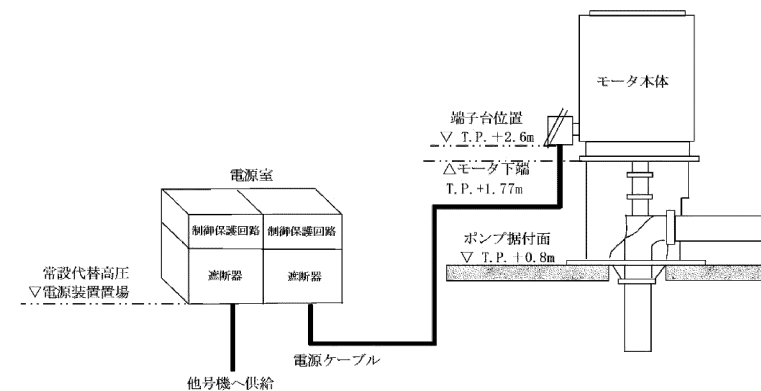 モータ本体
端子台位置
▽ T.P.+2.6m
△モータ下端
T.P.+1.77m
電源室
制御保護回路
制御保護回路
ポンプ据付面
▽ T.P.+0.8m
遮断器
遮断器
常設代替高圧
▽電源装置置場
電源ケーブル
他号機へ供給